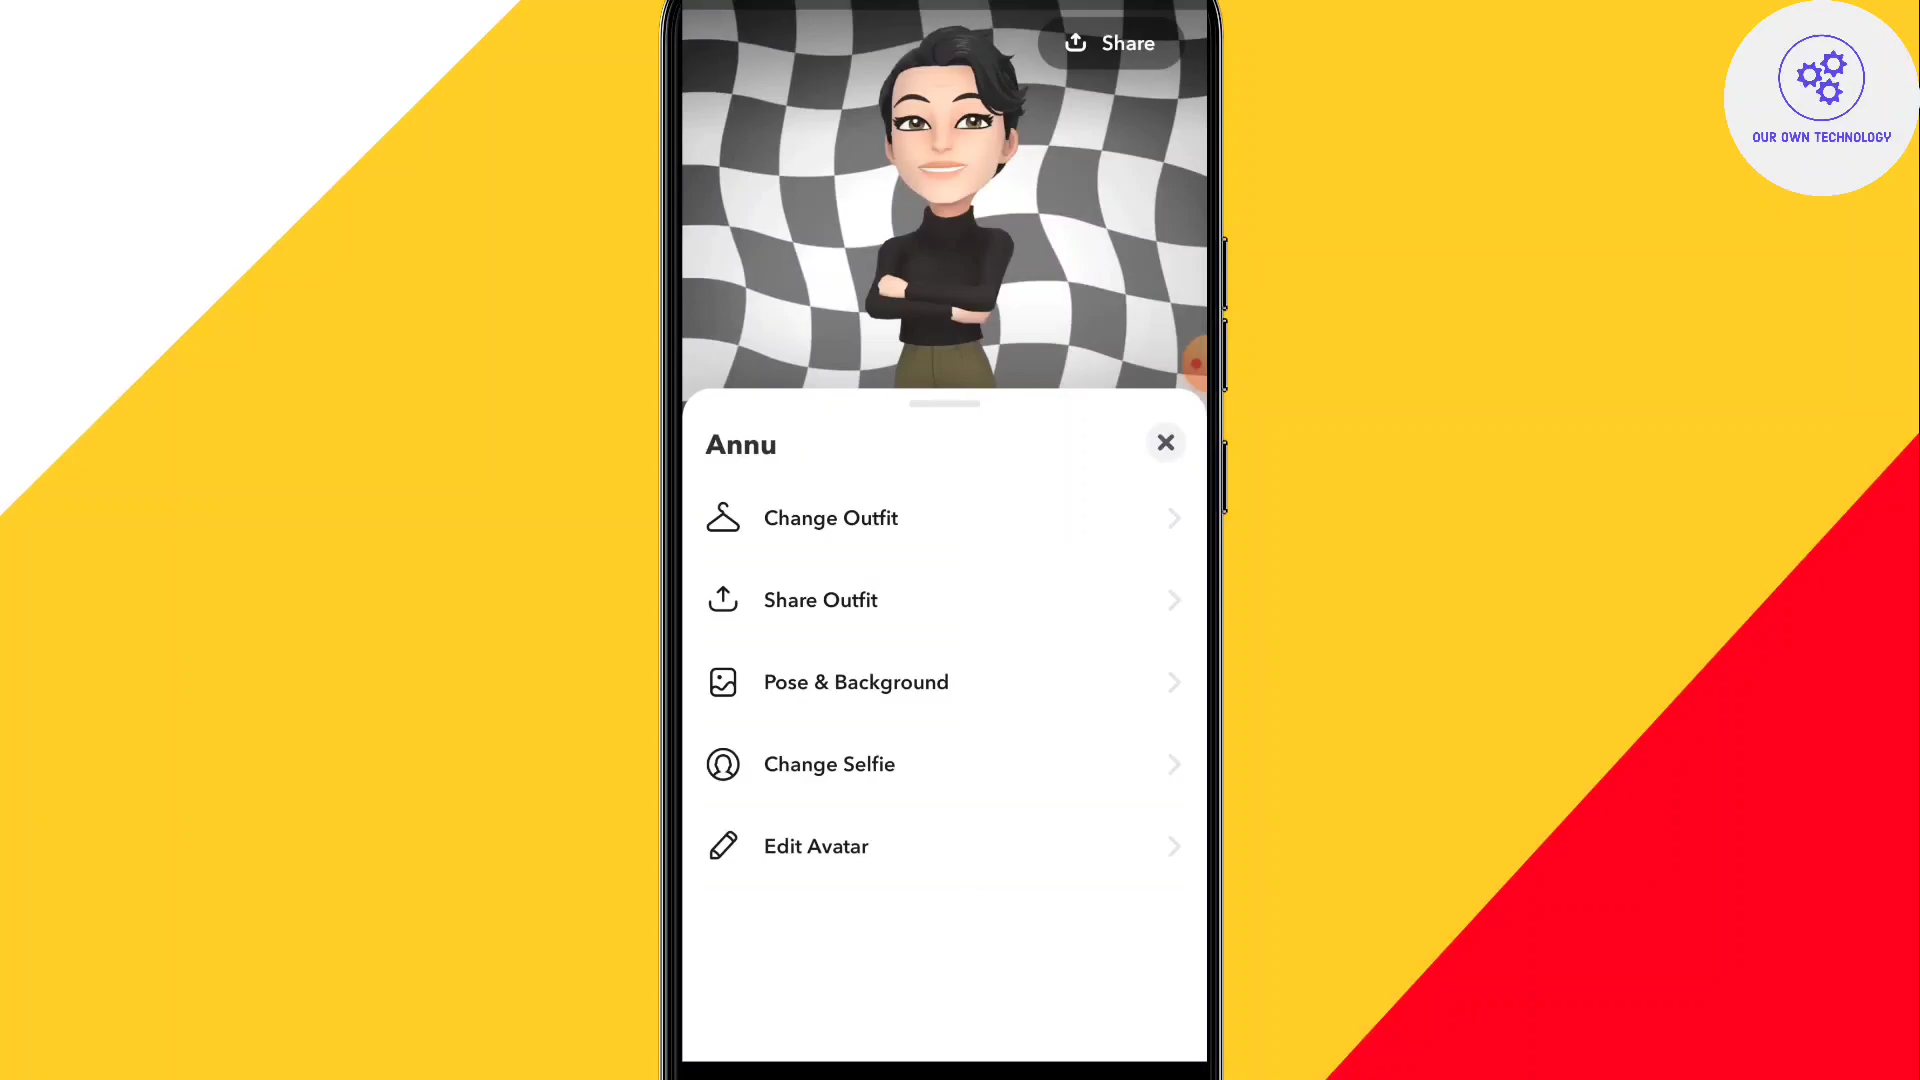 Share
OUR OWN TECHNOLOGY
Annu
Change Outfit
Share Outfit
Pose & Background
Change Selfie
Edit Avatar